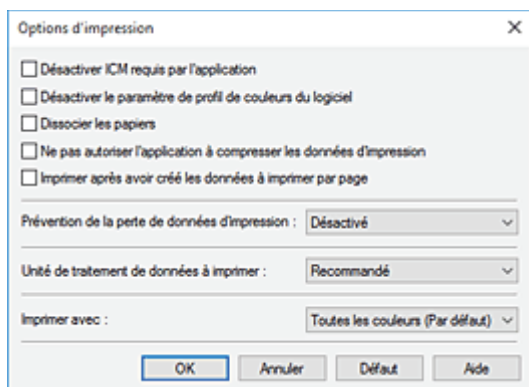 Options d'impression
Désactiver ICM requis par l'application
Désactiver le paramètre de profil de couleurs du logiciel
Dissocier les papiers
Ne pas autoriser l'application à compresser les données d'impression
Imprimer après avoir créé les données à imprimer par page
Prévention de la perte de données d'impression : Désactivé
Unité de traitement de données à imprimer : Recommandé
Imprimer avec : Toutes les couleurs (Par défaut)
OK Annuler Défaut Aide